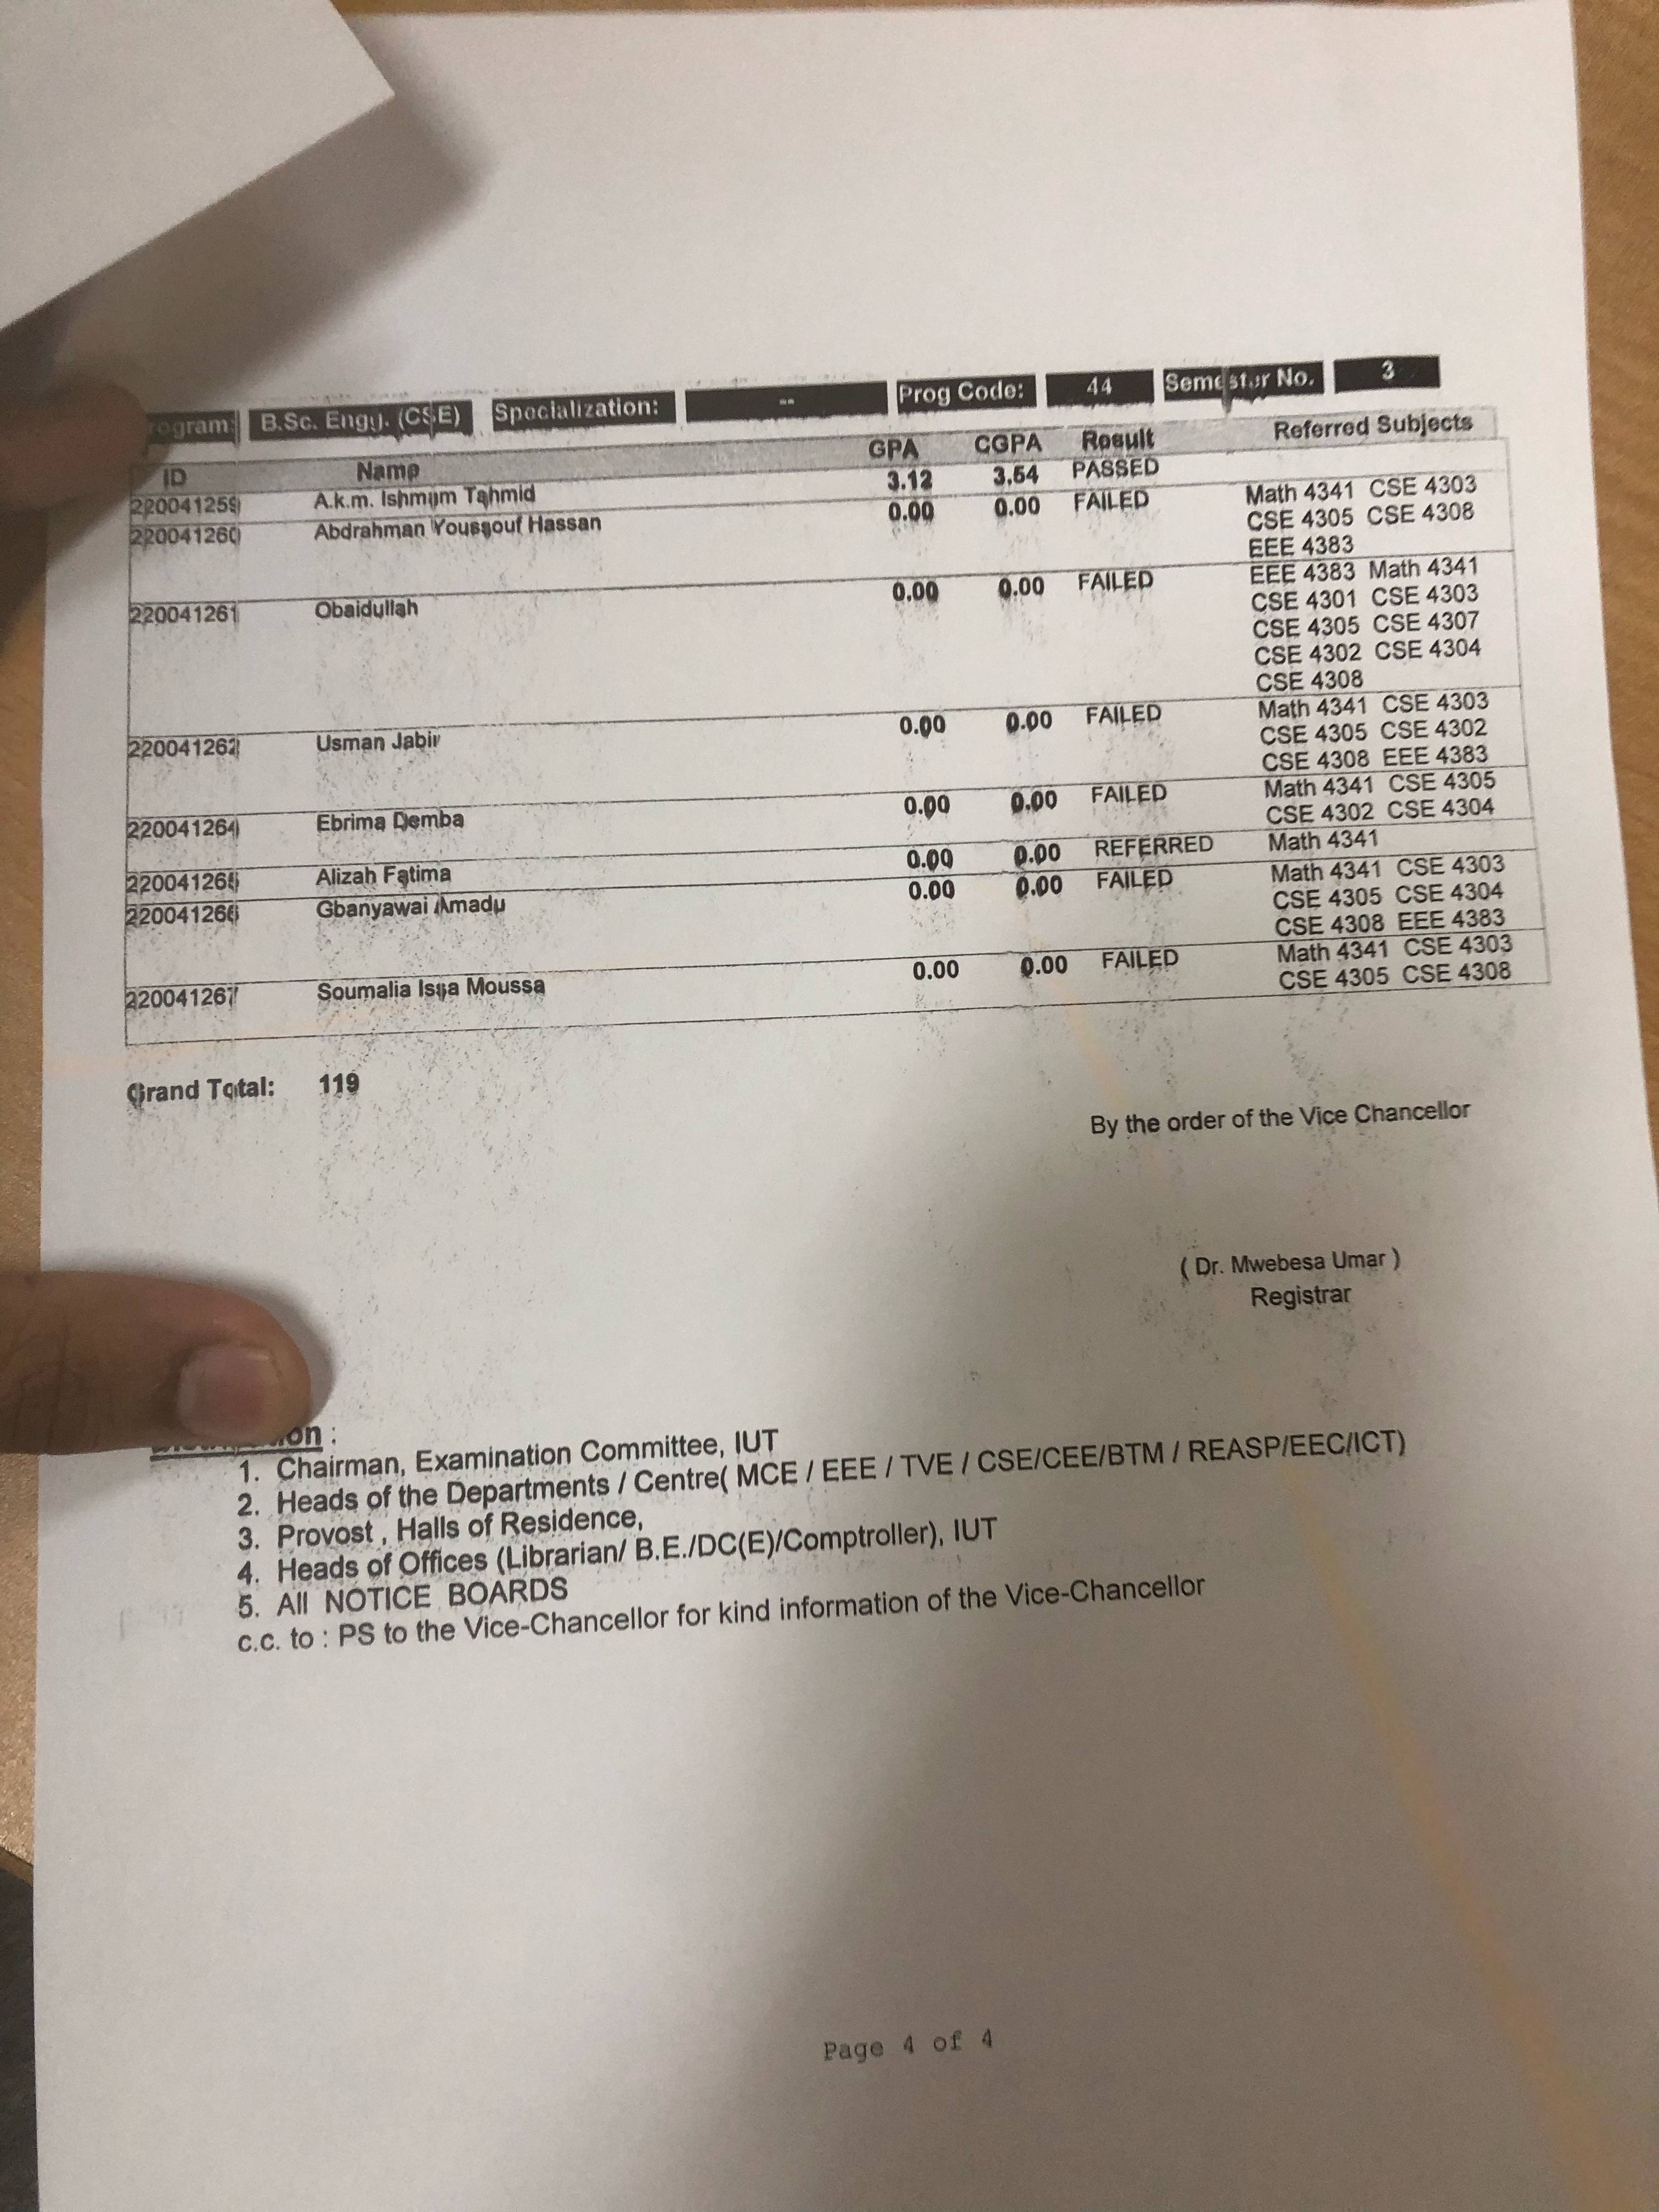 rogram: B.Sc. Engg. (CSE) Specialization: -- Prog Code: 44 Semester No. 3
ID Name GPA CGPA Result Referred Subjects
220041259 A.k.m. Ishmum Tahmid 3.12 3.54 PASSED
220041260 Abdrahman Youssouf Hassan 0.00 0.00 FAILED Math 4341 CSE 4303
CSE 4305 CSE 4308
EEE 4383
220041261 Obaidullah 0.00 0.00 FAILED EEE 4383 Math 4341
CSE 4301 CSE 4303
CSE 4305 CSE 4307
CSE 4302 CSE 4304
CSE 4308
220041262 Usman Jabir 0.00 0.00 FAILED Math 4341 CSE 4303
CSE 4305 CSE 4302
CSE 4308 EEE 4383
220041264 Ebrima Demba 0.00 0.00 FAILED Math 4341 CSE 4305
CSE 4302 CSE 4304
220041265 Alizah Fatima 0.00 0.00 REFERRED Math 4341
220041266 Gbanyawai Amadu 0.00 0.00 FAILED Math 4341 CSE 4303
CSE 4305 CSE 4304
CSE 4308 EEE 4383
220041267 Soumalia Issa Moussa 0.00 0.00 FAILED Math 4341 CSE 4303
CSE 4305 CSE 4308
Grand Total: 119
By the order of the Vice Chancellor
( Dr. Mwebesa Umar )
Registrar
1. Chairman, Examination Committee, IUT
2. Heads of the Departments / Centre( MCE / EEE / TVE / CSE/CEE/BTM / REASP/EEC/ICT)
3. Provost , Halls of Residence,
4. Heads of Offices (Librarian/ B.E./DC(E)/Comptroller), IUT
5. All NOTICE BOARDS
c.c. to : PS to the Vice-Chancellor for kind information of the Vice-Chancellor
Page 4 of 4